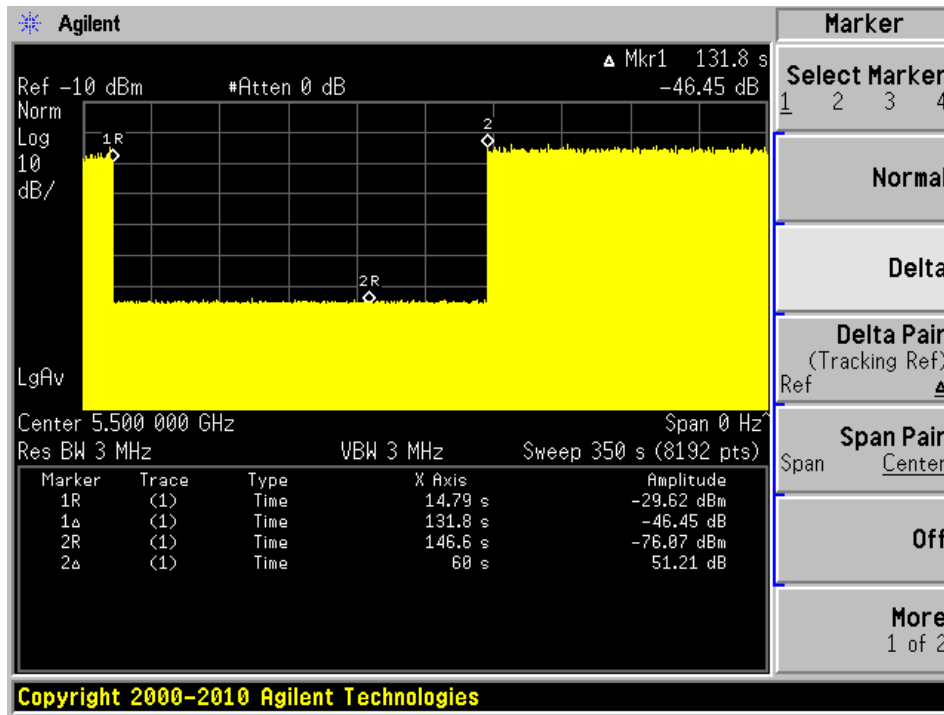 Agilent
▵ Mkr1 131.8 s
Ref −10 dBm #Atten 0 dB −46.45 dB
Norm
Log
10
dB/
1R
2
2R
LgAv
Center 5.500 000 GHz Span 0 Hz^
Res BW 3 MHz VBW 3 MHz Sweep 350 s (8192 pts)
Marker Trace Type X Axis Amplitude
1R (1) Time 14.79 s −29.62 dBm
1▵ (1) Time 131.8 s −46.45 dB
2R (1) Time 146.6 s −76.07 dBm
2▵ (1) Time 60 s 51.21 dB
Marker
Select Marker
1 2 3 4
Normal
Delta
Delta Pair
(Tracking Ref)
Ref ▵
Span Pair
Span Center
Off
More
1 of 2
Copyright 2000–2010 Agilent Technologies